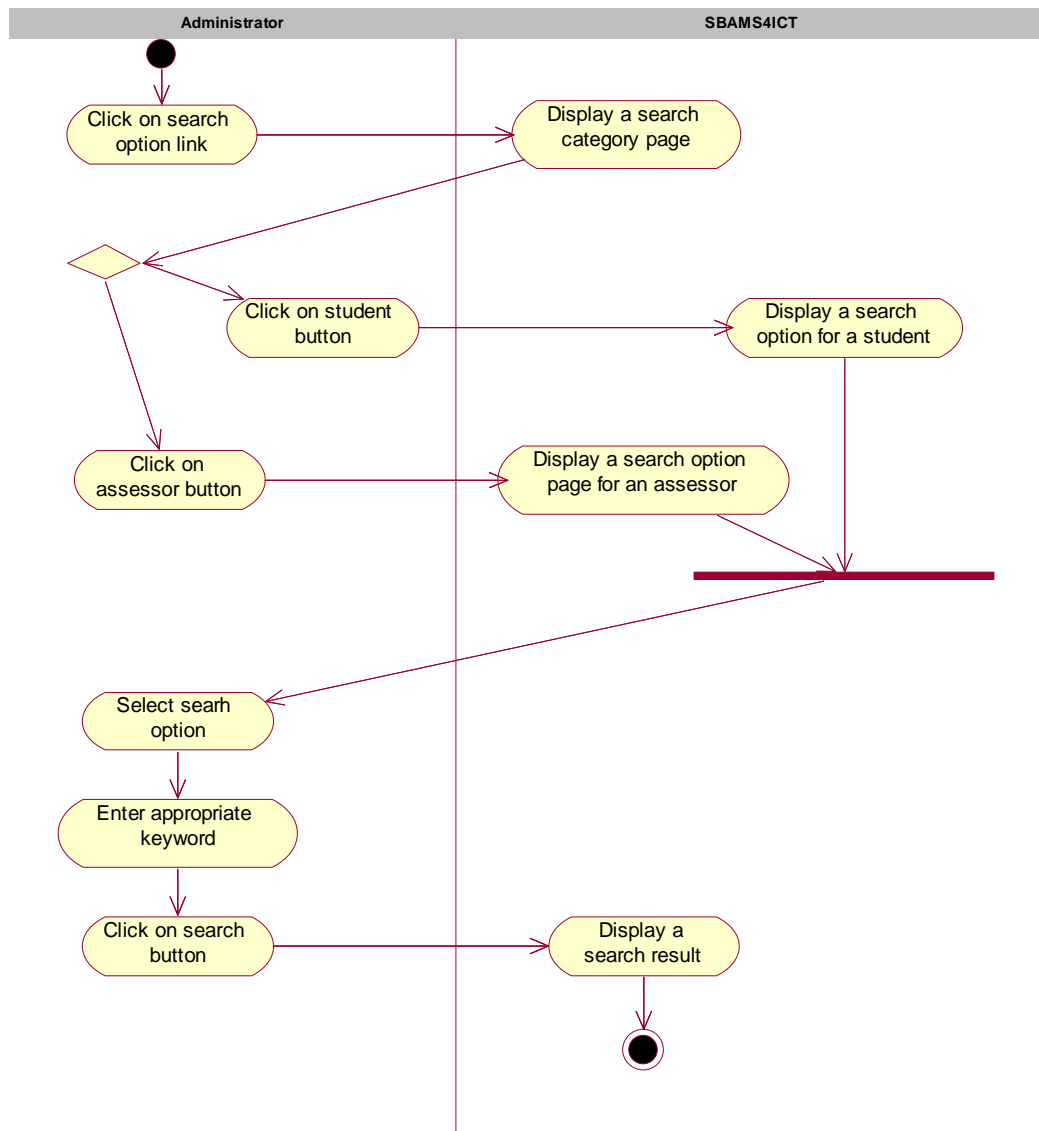 Administrator
SBAMS4ICT
Click on search
option link
Display a search
category page
Click on student
button
Display a search
option for a student
Click on
assessor button
Display a search option
page for an assessor
Select searh
option
Enter appropriate
keyword
Click on search
button
Display a
search result